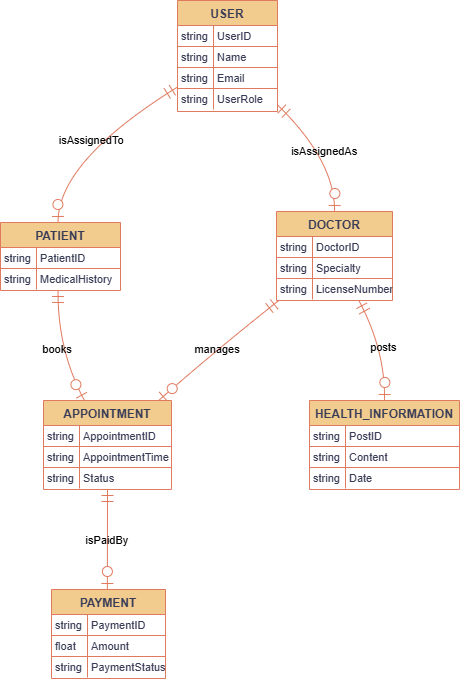 USER
string UserID
string Name
string Email
string UserRole
isAssignedTo
isAssignedAs
PATIENT
string PatientID
string MedicalHistory
DOCTOR
string DoctorID
string Specialty
string LicenseNumber
books
manages
posts
APPOINTMENT
string AppointmentID
string AppointmentTime
string Status
HEALTH_INFORMATION
string PostID
string Content
string Date
isPaidBy
PAYMENT
string PaymentID
float Amount
string PaymentStatus